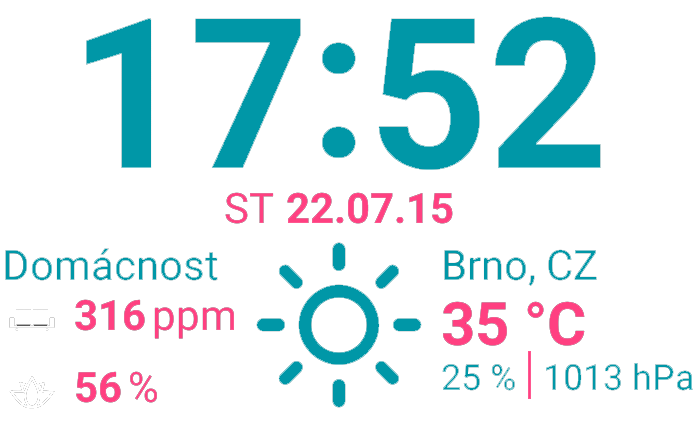 17:52
ST 22.07.15
Domácnost
316 ppm
56 %
Brno, CZ
35 °C
25 % | 1013 hPa